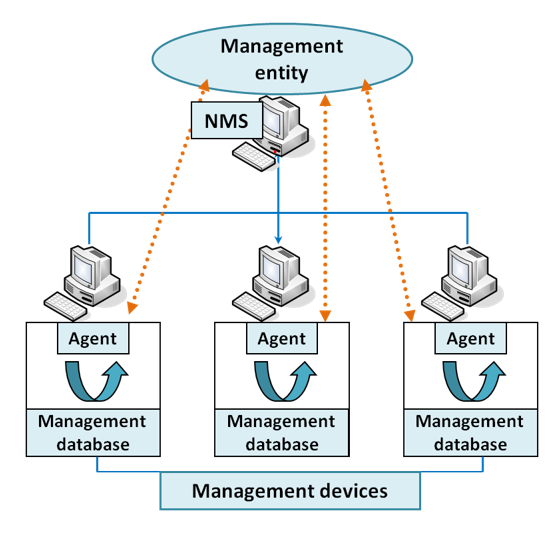 Management
entity
NMS
Agent
Agent
Agent
Management
database
Management
database
Management
database
Management devices